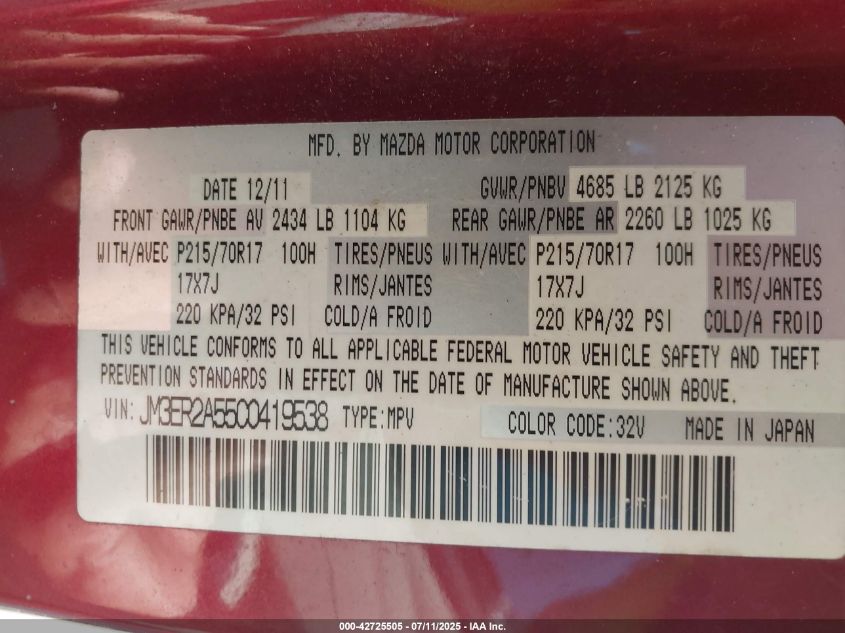 MFD. BY MAZDA MOTOR CORPORATION
DATE 12/11 GVWR/PNBV 4685 LB 2125 KG
FRONT GAWR/PNBE AV 2434 LB 1104 KG REAR GAWR/PNBE AR 2260 LB 1025 KG
WITH/AVEC P215/70R17 100H TIRES/PNEUS WITH/AVEC P215/70R17 100H TIRES/PNEUS
17X7J RIMS/JANTES 17X7J RIMS/JANTES
220 KPA/32 PSI COLD/A FROID 220 KPA/32 PSI COLD/A FROID
THIS VEHICLE CONFORMS TO ALL APPLICABLE FEDERAL MOTOR VEHICLE SAFETY AND THEFT
PREVENTION STANDARDS IN EFFECT ON THE DATE OF MANUFACTURE SHOWN ABOVE.
VIN: JM3ER2A55C0419538 TYPE:MPV COLOR CODE:32V MADE IN JAPAN
000-42725505 - 07/11/2025 - IAA Inc.